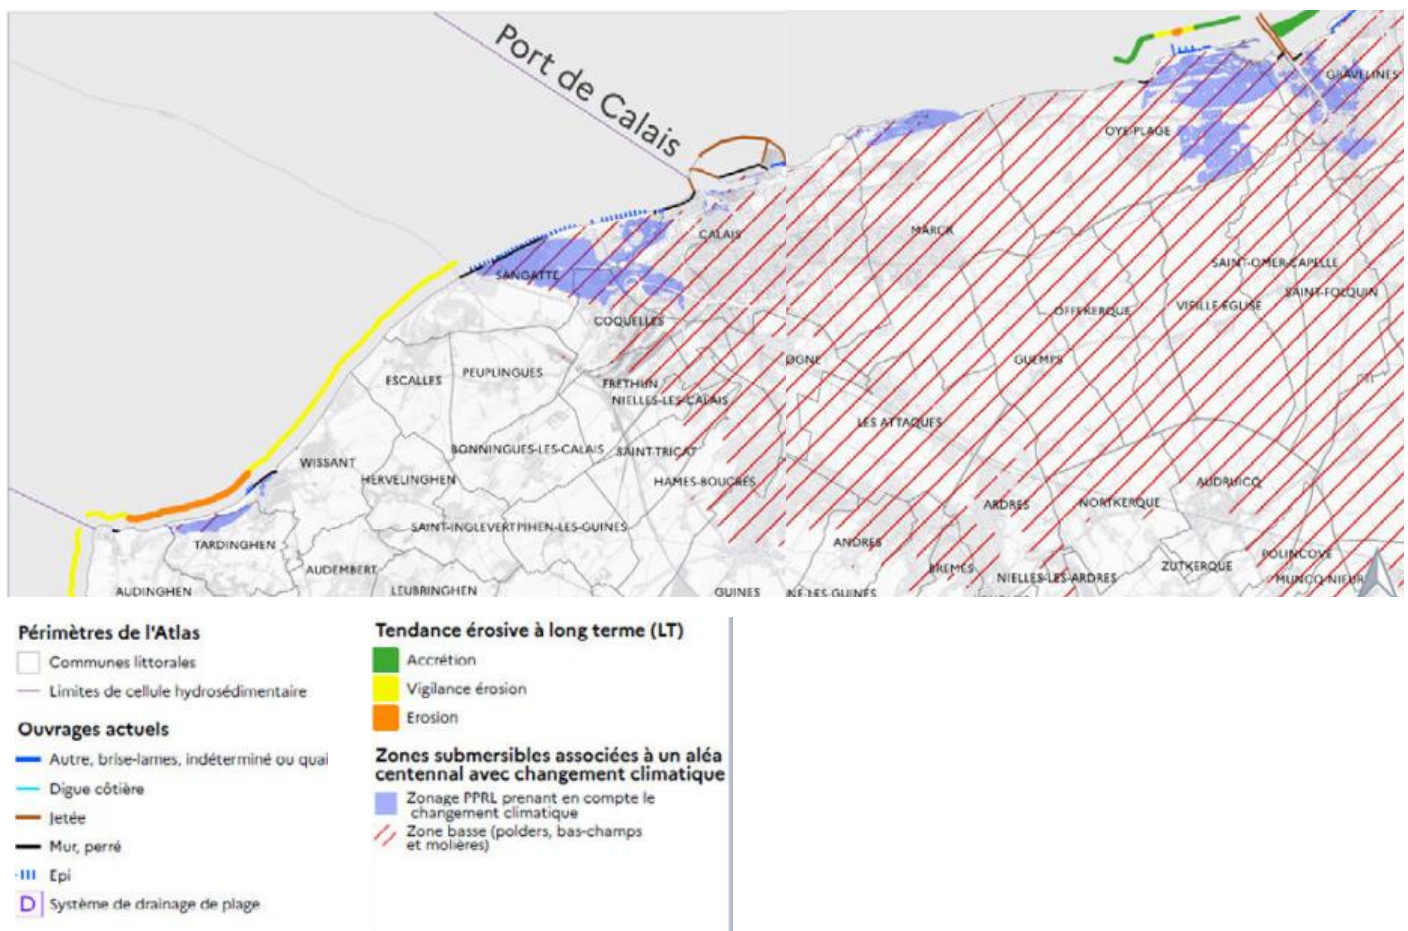 Port de Calais
GRAVELINES
OYE-PLAGE
CALAIS
MARCK
SANGATTE
SAINT-OMER-CAPELLE
SAINT-FOLQUIN
VIEILLE-EGLISE
OFFEKERQUE
COQUELLES
OGNE
GUEMPS
ESCALLES
PEUPLINGUES
FRETHUN
NIELLES-LES-CALAIS
LES ATTAQUES
BONNINGUES-LES-CALAIS
SAINT-TRICAT
WISSANT
HERVELINGHEN
HAMES-BOUCRES
AUDRUICQ
ARDRES
NORTKERQUE
SAINT-INGLEVERT
PIHEN-LES-GUINES
TARDINGHEN
ANDRES
POLINCOVE
AUDEMBERT
BREMES
NIELLES-LES-ARDRES
ZUTKERQUE
MUNCQ-NIEUR
AUDINGHEN
LEUBRINGHEN
GUINES
NE-LES-GUINES
Périmètres de l'Atlas
Communes littorales
Limites de cellule hydrosédimentaire
Ouvrages actuels
Autre, brise-lames, indéterminé ou quai
Digue côtière
Jetée
Mur, perré
Epi
D Système de drainage de plage
Tendance érosive à long terme (LT)
Accrétion
Vigilance érosion
Erosion
Zones submersibles associées à un aléa
centennal avec changement climatique
Zonage PPRL prenant en compte le
changement climatique
Zone basse (polders, bas-champs
et molières)